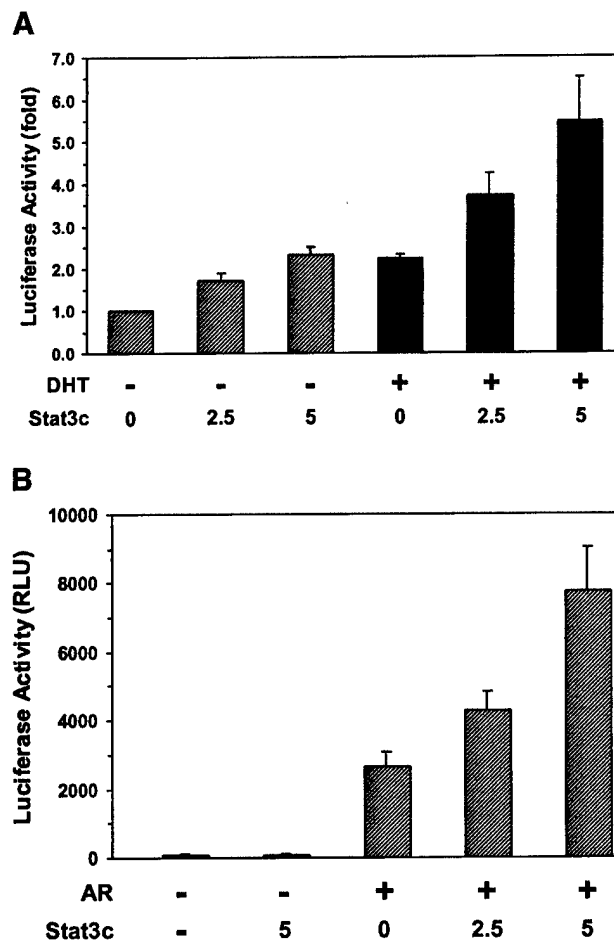 A
Luciferase Activity (fold)
7.0
6.0
5.0
4.0
3.0
2.0
1.0
0.0
DHT - - - + + +
Stat3c 0 2.5 5 0 2.5 5
B
Luciferase Activity (RLU)
10000
8000
6000
4000
2000
0
AR - - + + +
Stat3c - 5 0 2.5 5